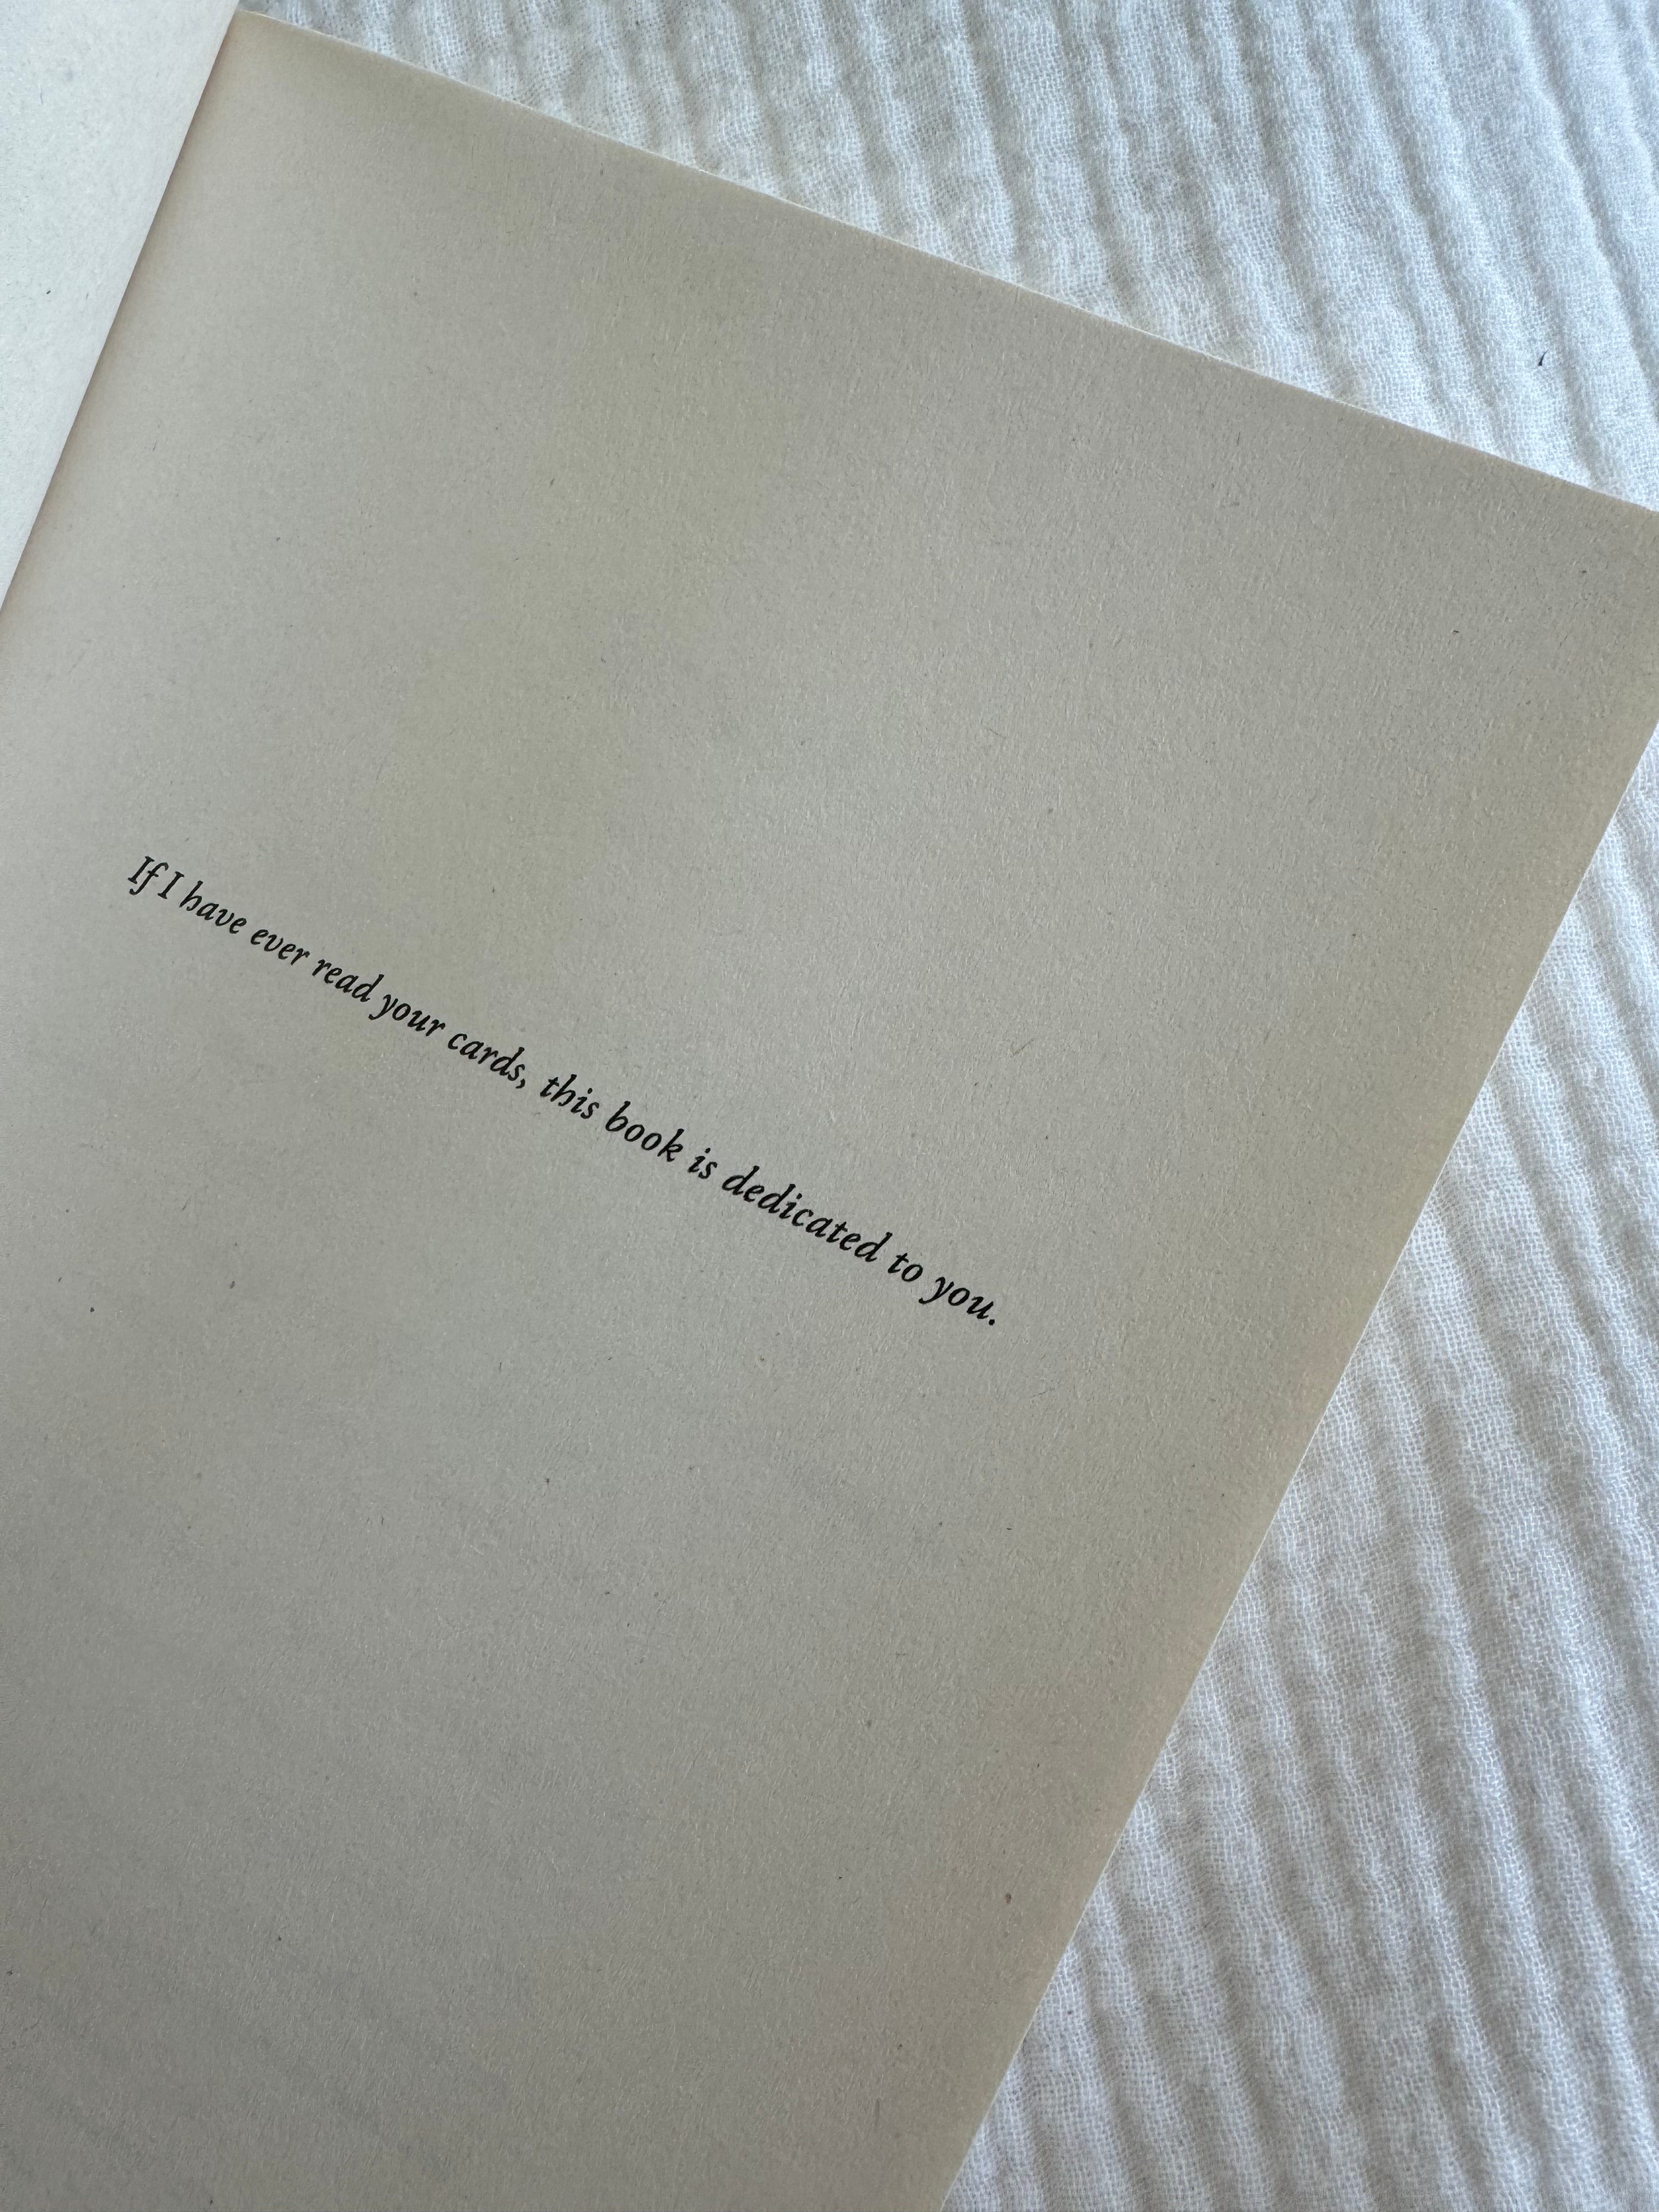 If I have ever read your cards, this book is dedicated to you.